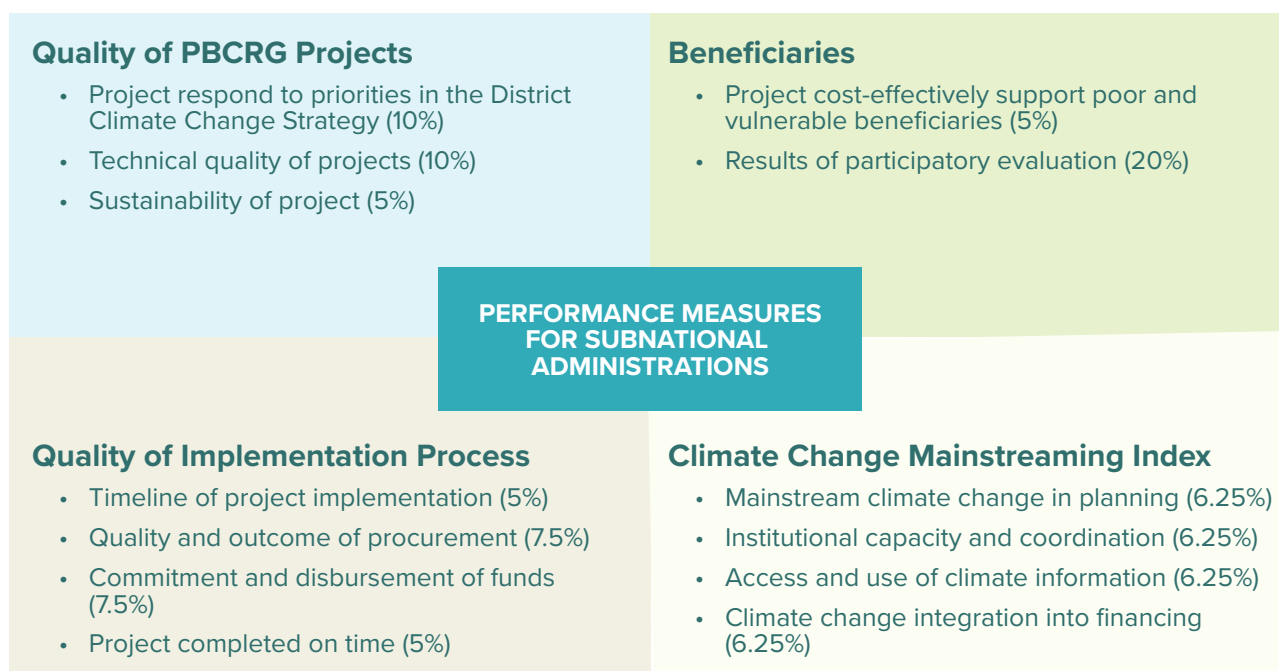 Quality of PBCRG Projects
• Project respond to priorities in the District
Climate Change Strategy (10%)
• Technical quality of projects (10%)
• Sustainability of project (5%)
Beneficiaries
• Project cost-effectively support poor and
vulnerable beneficiaries (5%)
• Results of participatory evaluation (20%)
PERFORMANCE MEASURES
FOR SUBNATIONAL
ADMINISTRATIONS
Quality of Implementation Process
• Timeline of project implementation (5%)
• Quality and outcome of procurement (7.5%)
• Commitment and disbursement of funds
(7.5%)
• Project completed on time (5%)
Climate Change Mainstreaming Index
• Mainstream climate change in planning (6.25%)
• Institutional capacity and coordination (6.25%)
• Access and use of climate information (6.25%)
• Climate change integration into financing
(6.25%)